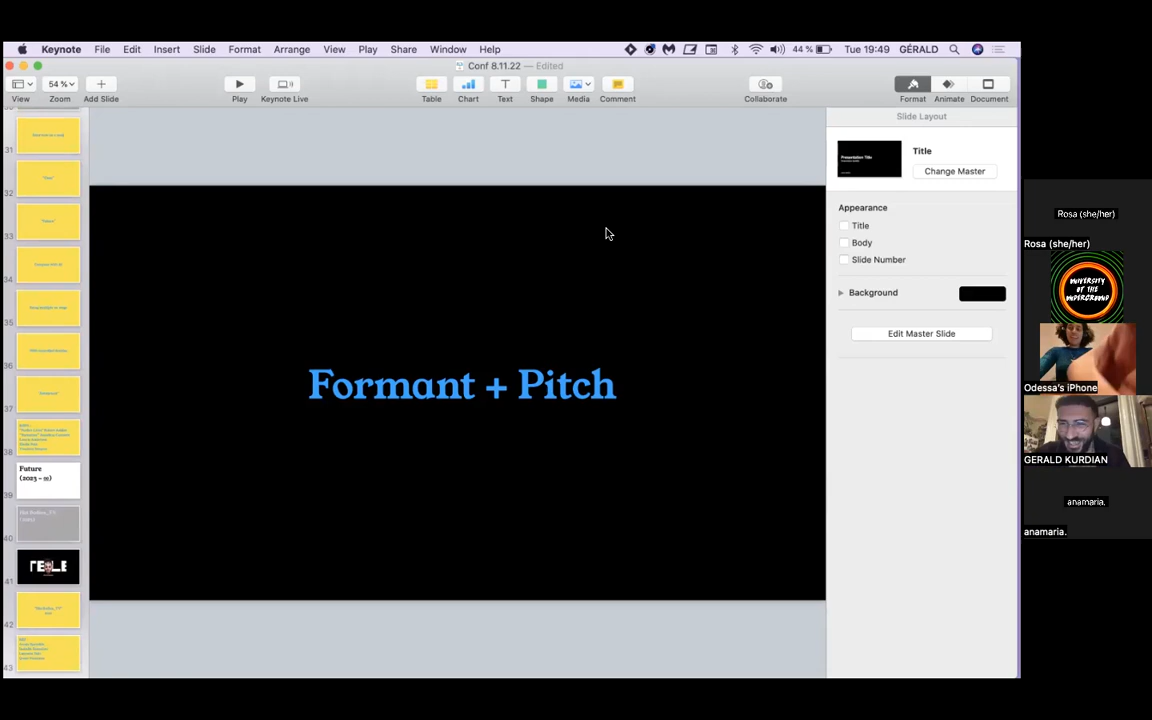 Keynote File Edit Insert Slide Format Arrange View Play Share Window Help 44 % Tue 19:49 GÉRALD
Conf 8.11.22 — Edited
54 %
View Zoom Add Slide Play Keynote Live Table Chart Text Shape Media Comment Collaborate Format Animate Document
Slide Layout
Presentation Title
Title
Change Master
Appearance
Title
Body
Slide Number
Background
Edit Master Slide
31
32
33
34
35
36
37
38
Future
(2023 – ∞)
39
40
41
42
43
Formant + Pitch
Rosa (she/her)
Rosa (she/her)
UNIVERSITY
OF THE
UNDERGROUND
Odessa's iPhone
GERALD KURDIAN
anamaria.
anamaria.